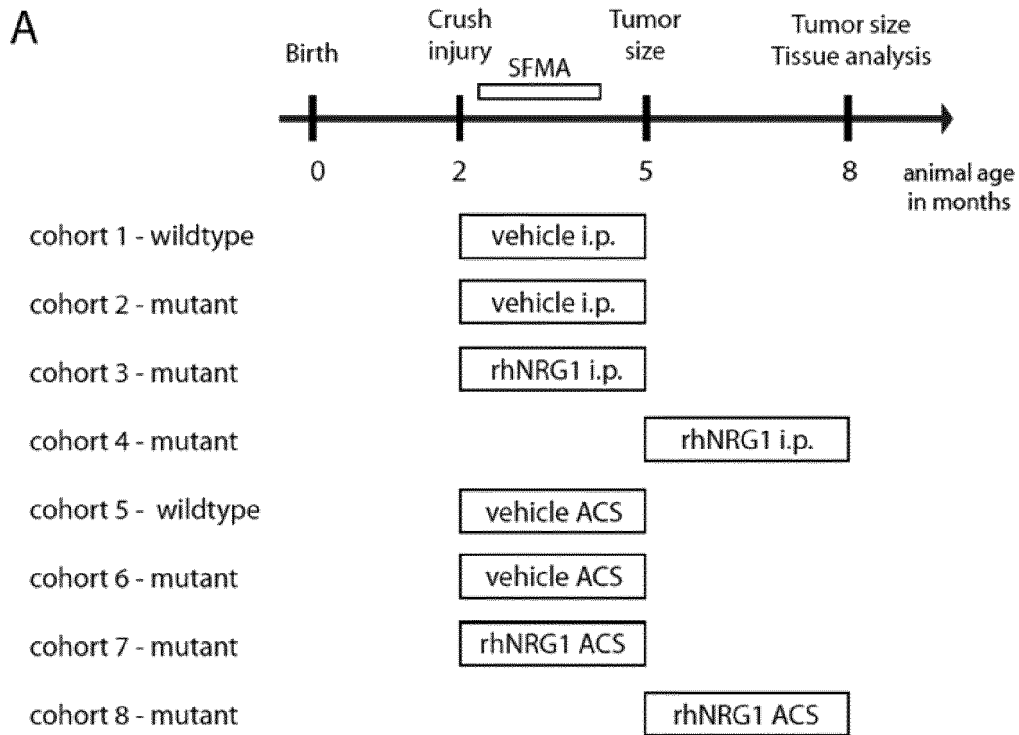 A
Birth
Crush
injury
SFMA
Tumor
size
Tumor size
Tissue analysis
0
2
5
8
animal age
in months
cohort 1 - wildtype
vehicle i.p.
cohort 2 - mutant
vehicle i.p.
cohort 3 - mutant
rhNRG1 i.p.
cohort 4 - mutant
rhNRG1 i.p.
cohort 5 - wildtype
vehicle ACS
cohort 6 - mutant
vehicle ACS
cohort 7 - mutant
rhNRG1 ACS
cohort 8 - mutant
rhNRG1 ACS